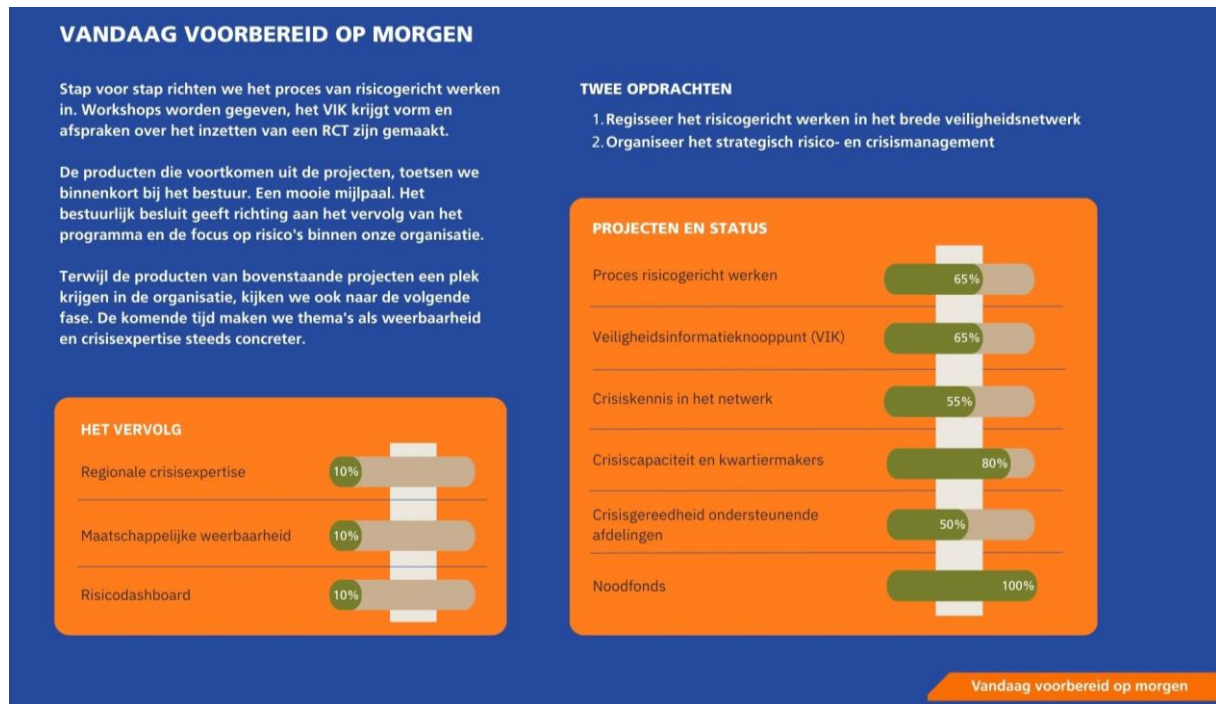 VANDAAG VOORBEREID OP MORGEN
Stap voor stap richten we het proces van risicogericht werken
in. Workshops worden gegeven, het VIK krijgt vorm en
afspraken over het inzetten van een RCT zijn gemaakt.
De producten die voortkomen uit de projecten, toetsen we
binnenkort bij het bestuur. Een mooie mijlpaal. Het
bestuurlijk besluit geeft richting aan het vervolg van het
programma en de focus op risico's binnen onze organisatie.
Terwijl de producten van bovenstaande projecten een plek
krijgen in de organisatie, kijken we ook naar de volgende
fase. De komende tijd maken we thema's als weerbaarheid
en crisisexpertise steeds concreter.
HET VERVOLG
Regionale crisisexpertise 10%
Maatschappelijke weerbaarheid 10%
Risicodashboard 10%
TWEE OPDRACHTEN
1. Regisseer het risicogericht werken in het brede veiligheidsnetwerk
2. Organiseer het strategisch risico- en crismanagement
PROJECTEN EN STATUS
Proces risicogericht werken 65%
Veiligheidsinformatieknooppunt (VIK) 65%
Crisiskennis in het netwerk 55%
Crisiscapaciteit en kwartiermakers 80%
Crisisgereedheid ondersteunende
afdelingen 50%
Noodfonds 100%
Vandaag voorbereid op morgen